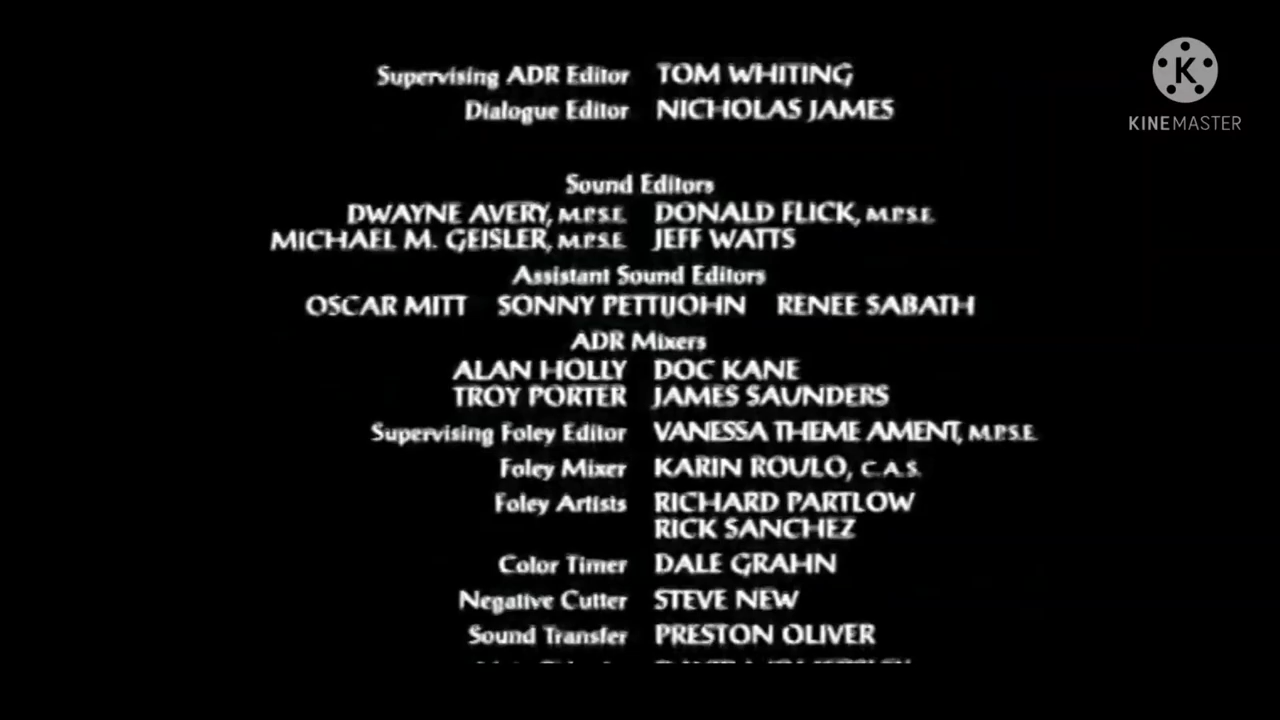 Supervising ADR Editor TOM WHITING
Dialogue Editor NICHOLAS JAMES
Sound Editors
DWAYNE AVERY, M.P.S.E. DONALD FLICK, M.P.S.E.
MICHAEL M. GEISLER, M.P.S.E. JEFF WATTS
Assistant Sound Editors
OSCAR MITT SONNY PETTIJOHN RENEE SABATH
ADR Mixers
ALAN HOLLY DOC KANE
TROY PORTER JAMES SAUNDERS
Supervising Foley Editor VANESSA THEME AMENT, M.P.S.E.
Foley Mixer KARIN ROULO, C.A.S.
Foley Artists RICHARD PARTLOW
RICK SANCHEZ
Color Timer DALE GRAHN
Negative Cutter STEVE NEW
Sound Transfer PRESTON OLIVER
K
KINEMASTER